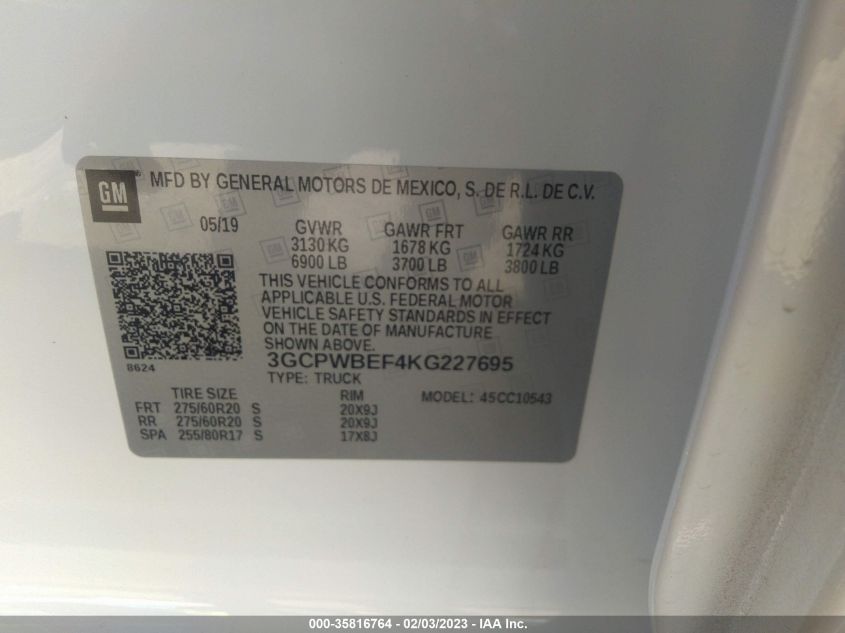 GM ® MFD BY GENERAL MOTORS DE MEXICO, S. DE R.L. DE C.V.
05/19 GVWR GAWR FRT GAWR RR
3130 KG 1678 KG 1724 KG
6900 LB 3700 LB 3800 LB
THIS VEHICLE CONFORMS TO ALL
APPLICABLE U.S. FEDERAL MOTOR
VEHICLE SAFETY STANDARDS IN EFFECT
ON THE DATE OF MANUFACTURE
SHOWN ABOVE.
8624 3GCPWBEF4KG227695
TYPE: TRUCK
TIRE SIZE RIM MODEL: 45CC10543
FRT 275/60R20 S 20X9J
RR 275/60R20 S 20X9J
SPA 255/80R17 S 17X8J
000-35816764 - 02/03/2023 - IAA Inc.